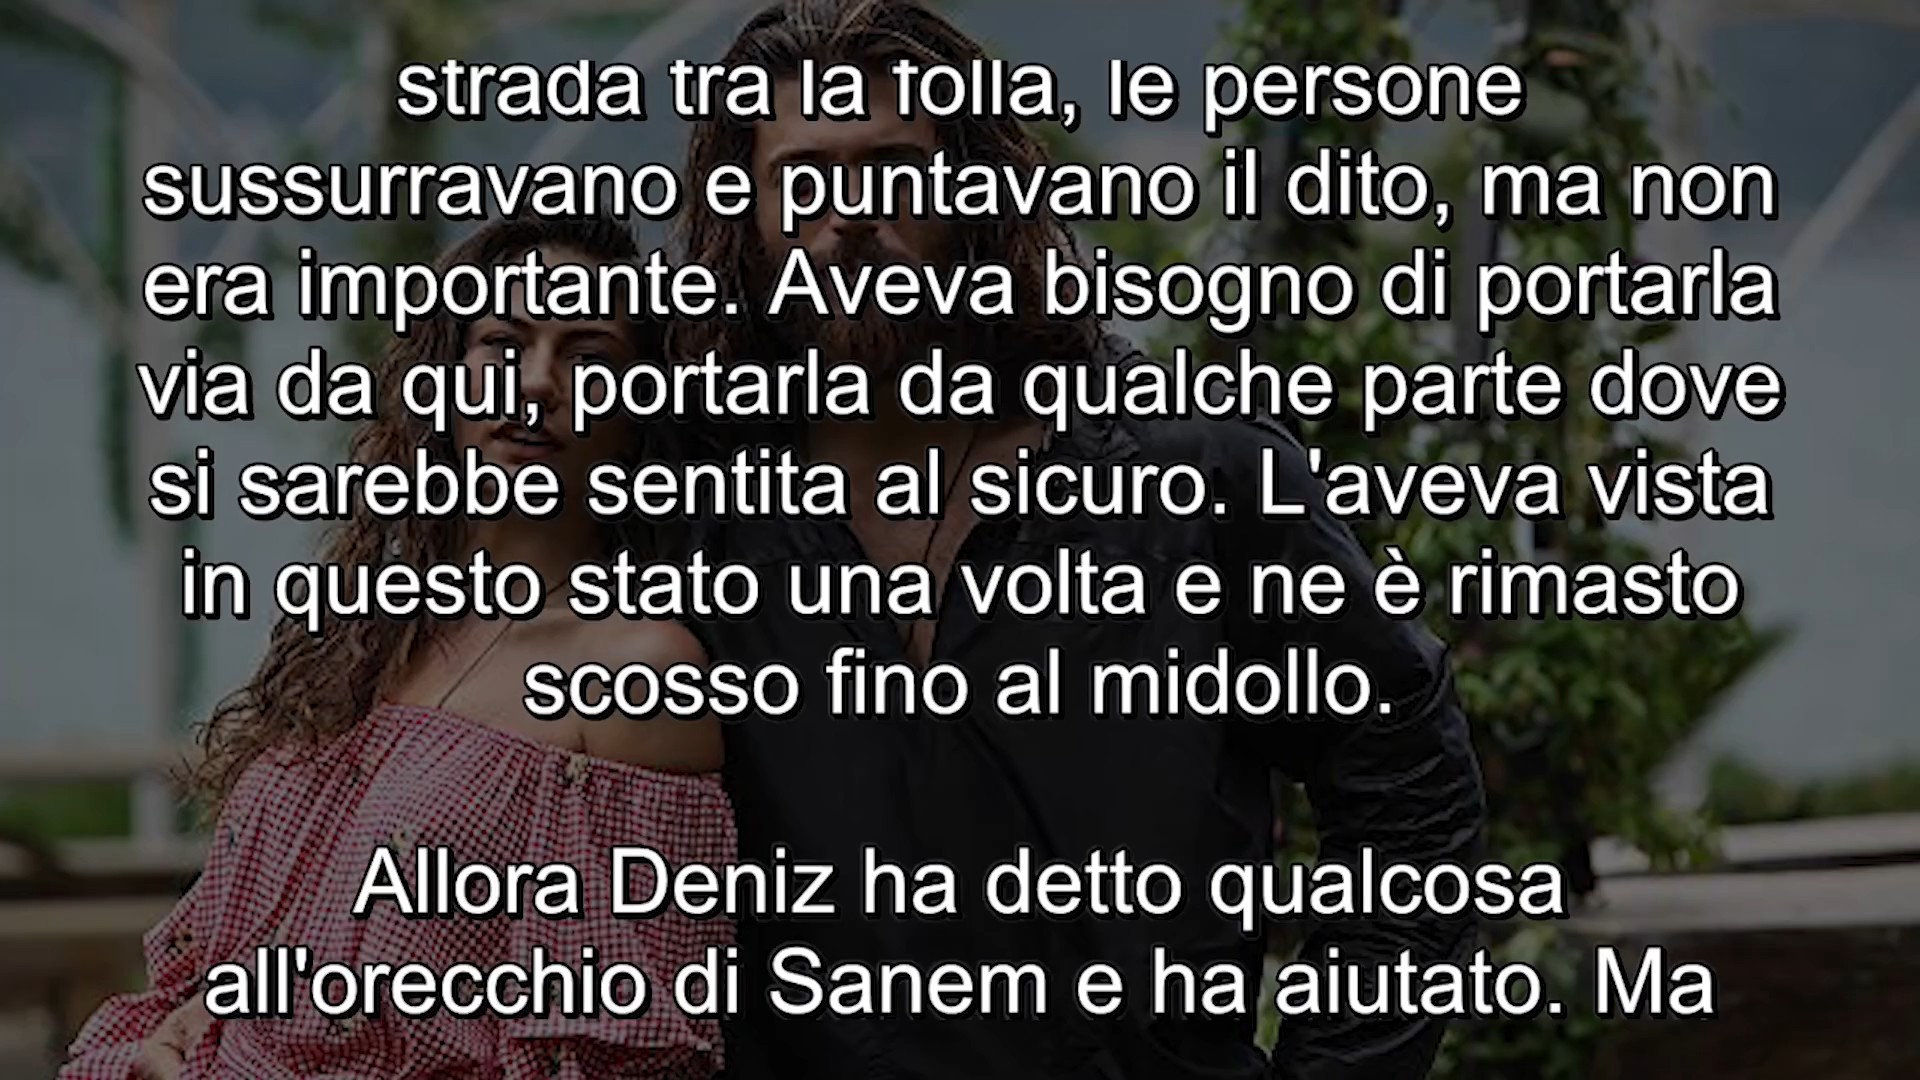 strada tra la folla, le persone
sussurravano e puntavano il dito, ma non
era importante. Aveva bisogno di portarla
via da qui, portarla da qualche parte dove
si sarebbe sentita al sicuro. L'aveva vista
in questo stato una volta e ne è rimasto
scosso fino al midollo.
Allora Deniz ha detto qualcosa
all'orecchio di Sanem e ha aiutato. Ma